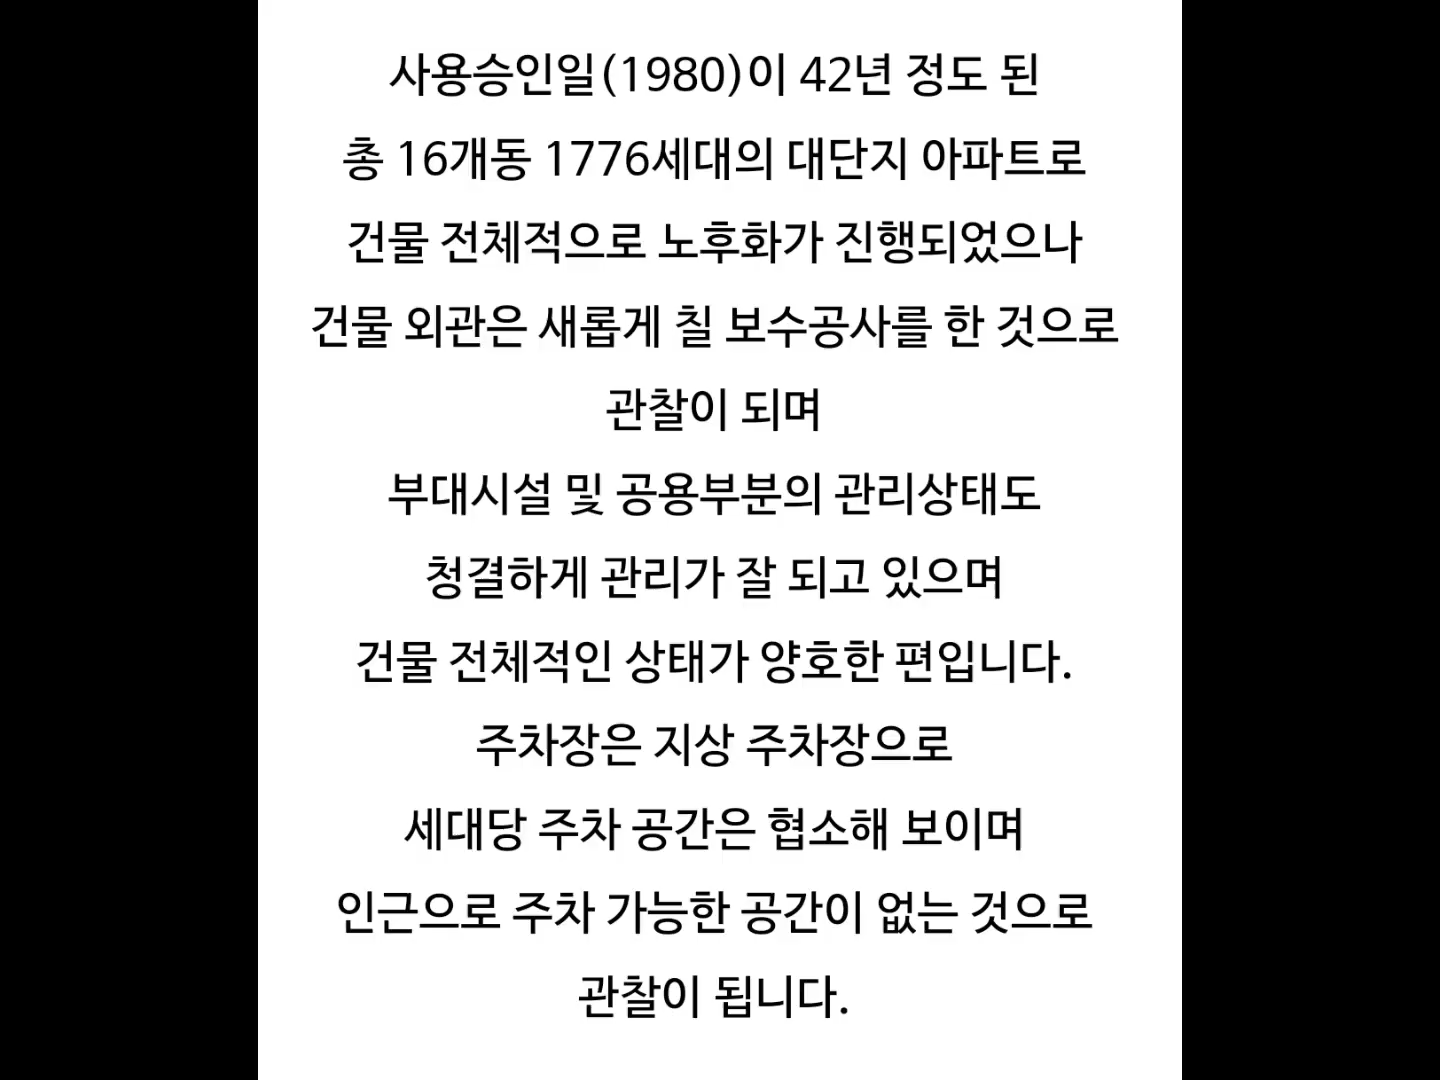 사용승인일(1980)이 42년 정도 된
총 16개동 1776세대의 대단지 아파트로
건물 전체적으로 노후화가 진행되었으나
건물 외관은 새롭게 칠 보수공사를 한 것으로
관찰이 되며
부대시설 및 공용부분의 관리상태도
청결하게 관리가 잘 되고 있으며
건물 전체적인 상태가 양호한 편입니다.
주차장은 지상 주차장으로
세대당 주차 공간은 협소해 보이며
인근으로 주차 가능한 공간이 없는 것으로
관찰이 됩니다.